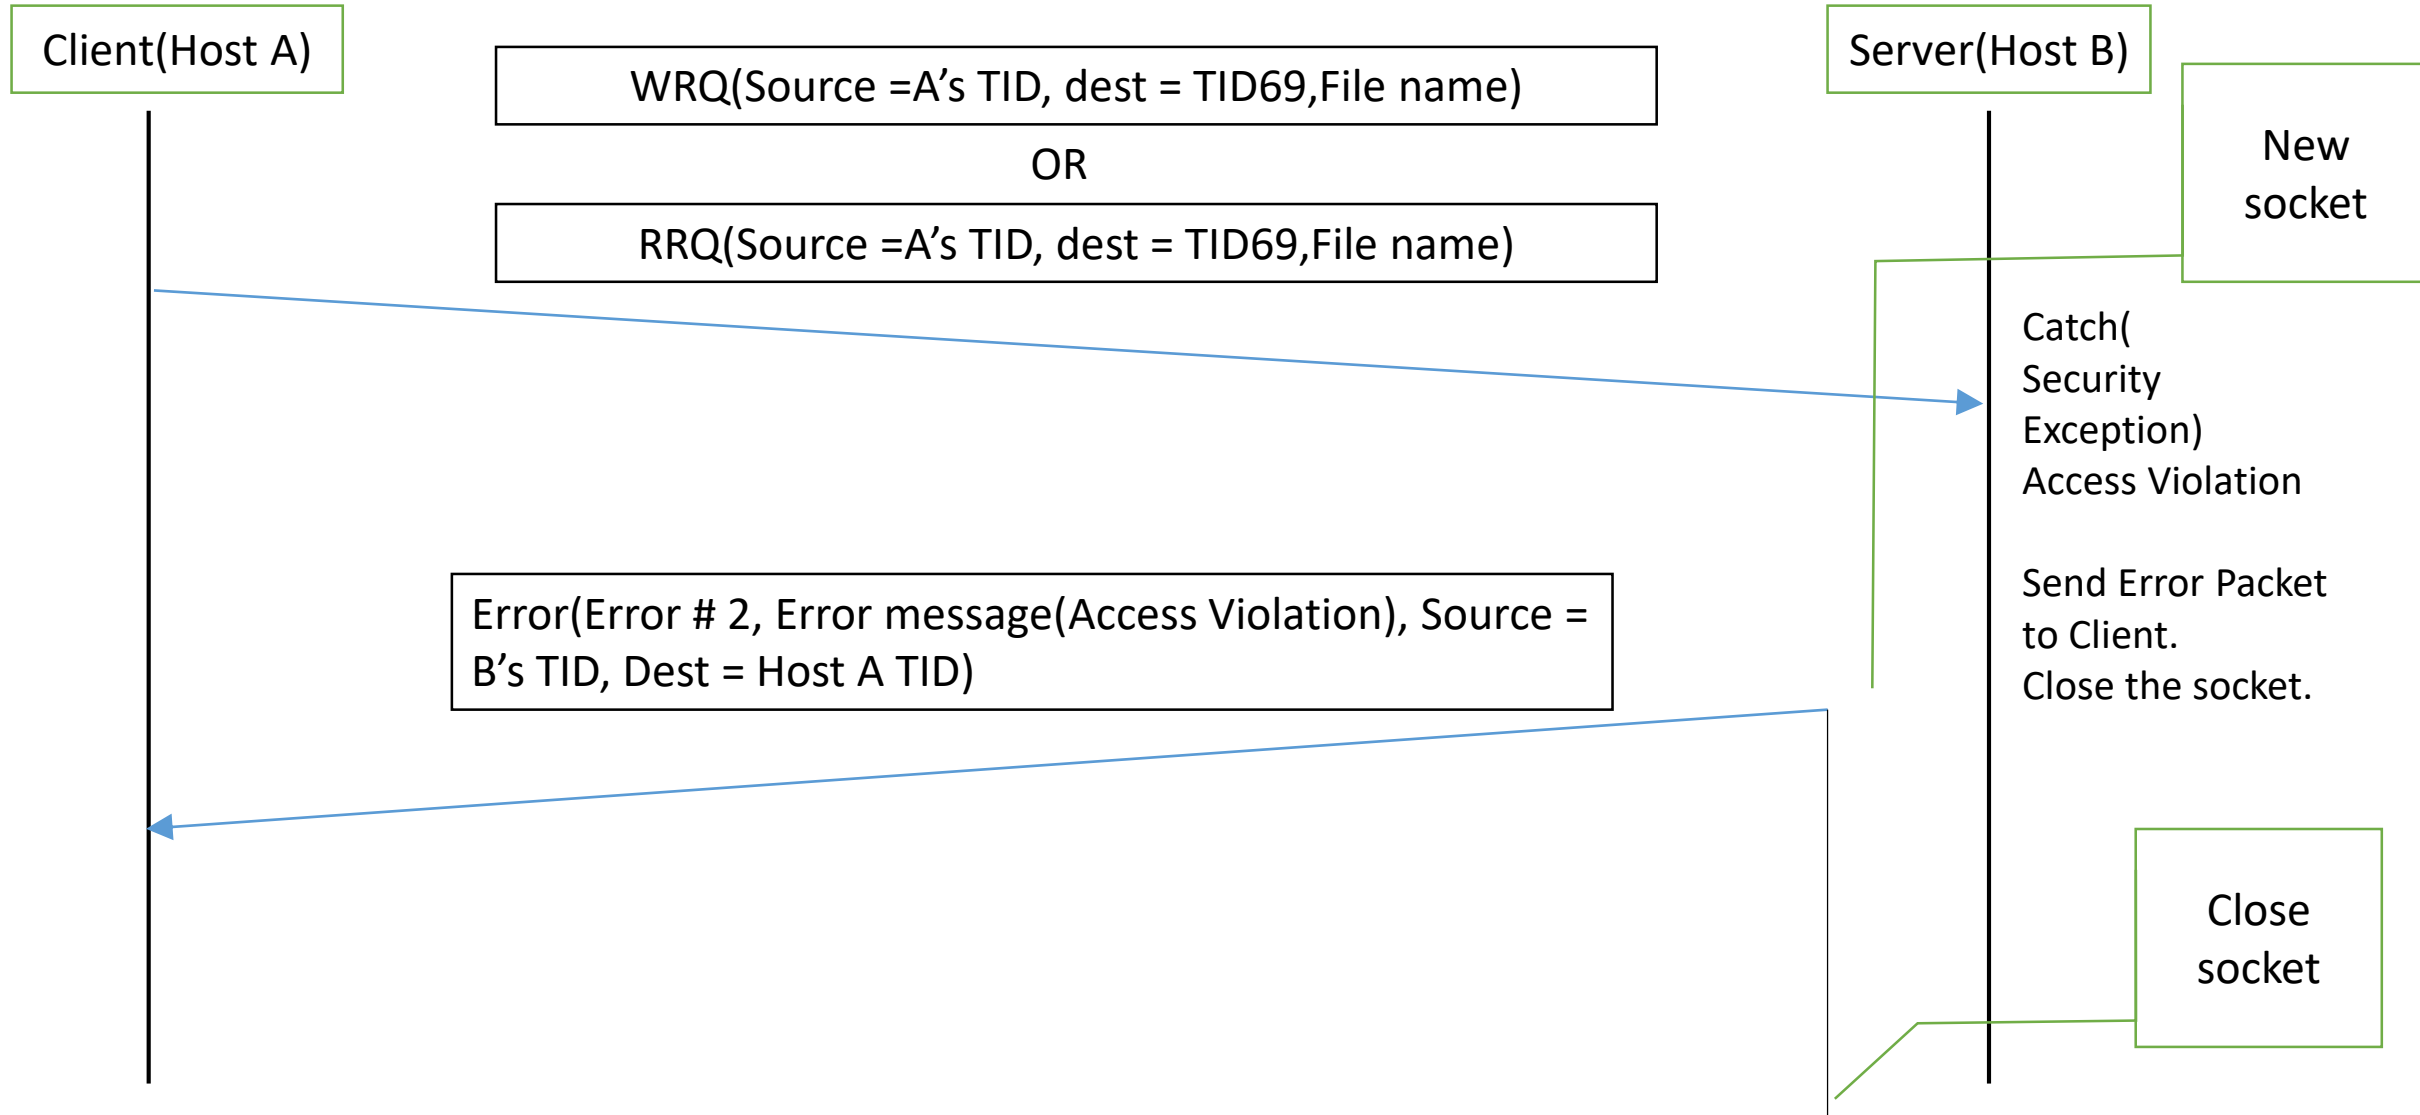 Client(Host A)
WRQ(Source =A’s TID, dest = TID69,File name)
OR
RRQ(Source =A’s TID, dest = TID69,File name)
Server(Host B)
New
socket
Catch(
Security
Exception)
Access Violation
Send Error Packet
to Client.
Close the socket.
Error(Error # 2, Error message(Access Violation), Source =
B’s TID, Dest = Host A TID)
Close
socket